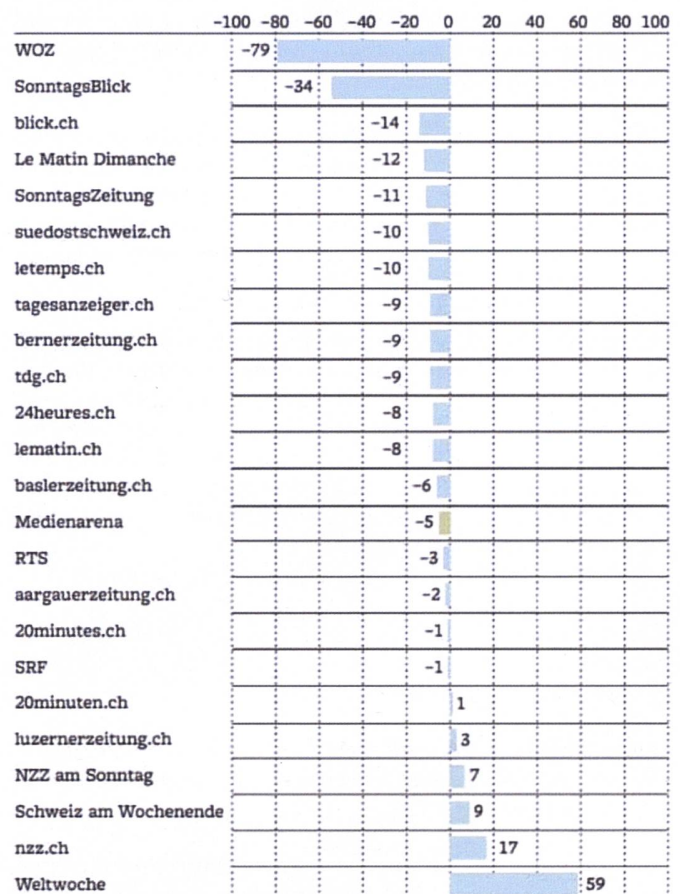 -100 -80 -60 -40 -20 0 20 40 60 80 100
WOZ -79
SonntagsBlick -34
blick.ch -14
Le Matin Dimanche -12
SonntagsZeitung -11
suedostschweiz.ch -10
letemps.ch -10
tagesanzeiger.ch -9
bernerzeitung.ch -9
tdg.ch -9
24heures.ch -8
lematin.ch -8
baslerzeitung.ch -6
Medienarena -5
RTS -3
aargauerzeitung.ch -2
20minutes.ch -1
SRF -1
20minuten.ch 1
luzernerzeitung.ch 3
NZZ am Sonntag 7
Schweiz am Wochenende 9
nzz.ch 17
Weltwoche 59